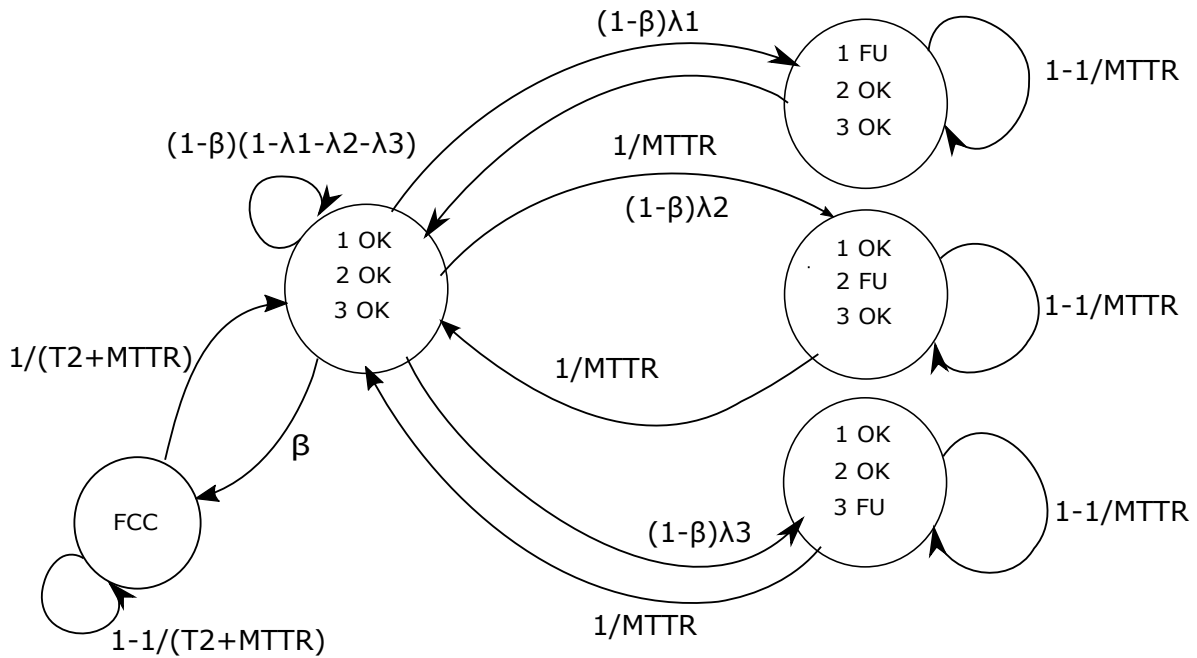 (1-β)λ1
1 FU
2 OK
3 OK
1-1/MTTR
(1-β)(1-λ1-λ2-λ3)
1/MTTR
(1-β)λ2
1 OK
2 OK
3 OK
1 OK
2 FU
3 OK
1-1/MTTR
1/(T2+MTTR)
1/MTTR
β
1 OK
2 OK
3 FU
1-1/MTTR
FCC
(1-β)λ3
1/MTTR
1-1/(T2+MTTR)